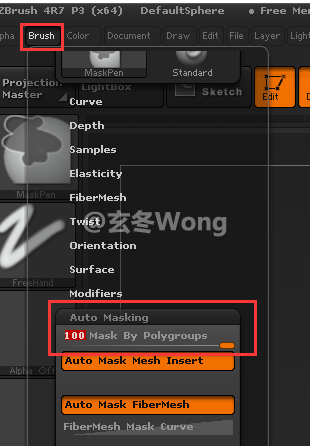 ZBrush 4R7 P3 (x64) DefaultSphere ● Free Mem
Brush Color Document Draw Edit File Layer
MaskPen Standard
Projection Master LightBox Sketch Edit
Curve
Depth
Samples
MaskPen
Elasticity
FiberMesh
@玄冬Wong
Twist
Orientation
FreeHand
Surface
Modifiers
Auto Masking
100 Mask By Polygroups
Auto Mask Mesh Insert
Alpha Off
Auto Mask FiberMesh
FiberMesh Mask Curve